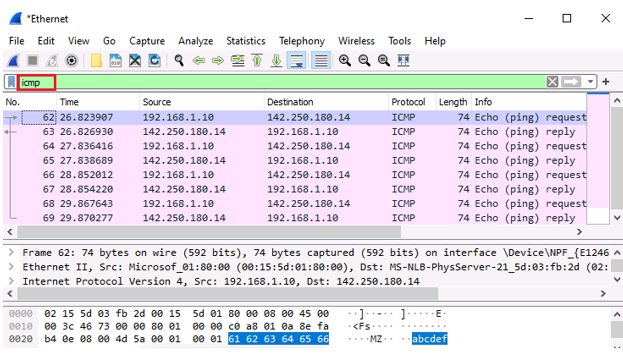 *Ethernet
File Edit View Go Capture Analyze Statistics Telephony Wireless Tools Help
icmp
No. Time Source Destination Protocol Length Info
62 26.823907 192.168.1.10 142.250.180.14 ICMP 74 Echo (ping) request
63 26.826930 142.250.180.14 192.168.1.10 ICMP 74 Echo (ping) reply
64 27.836416 192.168.1.10 142.250.180.14 ICMP 74 Echo (ping) request
65 27.838689 142.250.180.14 192.168.1.10 ICMP 74 Echo (ping) reply
66 28.852012 192.168.1.10 142.250.180.14 ICMP 74 Echo (ping) request
67 28.854220 142.250.180.14 192.168.1.10 ICMP 74 Echo (ping) reply
68 29.867643 192.168.1.10 142.250.180.14 ICMP 74 Echo (ping) request
69 29.870277 142.250.180.14 192.168.1.10 ICMP 74 Echo (ping) reply
Frame 62: 74 bytes on wire (592 bits), 74 bytes captured (592 bits) on interface \Device\NPF_{E1246
Ethernet II, Src: Microsof_01:80:00 (00:15:5d:01:80:00), Dst: MS-NLB-PhysServer-21_5d:03:fb:2d (02:
Internet Protocol Version 4, Src: 192.168.1.10, Dst: 142.250.180.14
0000 02 15 5d 03 fb 2d 00 15 5d 01 80 00 08 00 45 00 ··]··-·· ]·····E·
0010 00 3c 46 73 00 00 80 01 00 00 c0 a8 01 0a 8e fa ·<Fs···· ········
0020 b4 0e 08 00 4d 5a 00 01 00 01 61 62 63 64 65 66 ····MZ·· ··abcdef